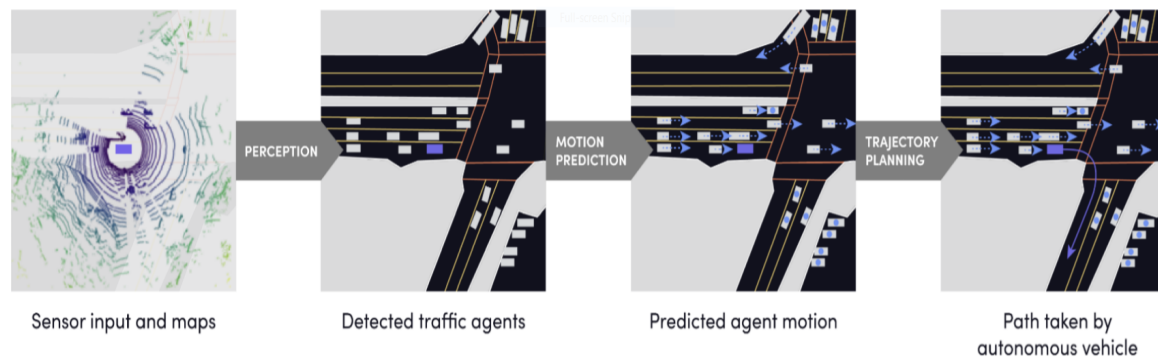 PERCEPTION
MOTION
PREDICTION
TRAJECTORY
PLANNING
Sensor input and maps
Detected traffic agents
Predicted agent motion
Path taken by
autonomous vehicle